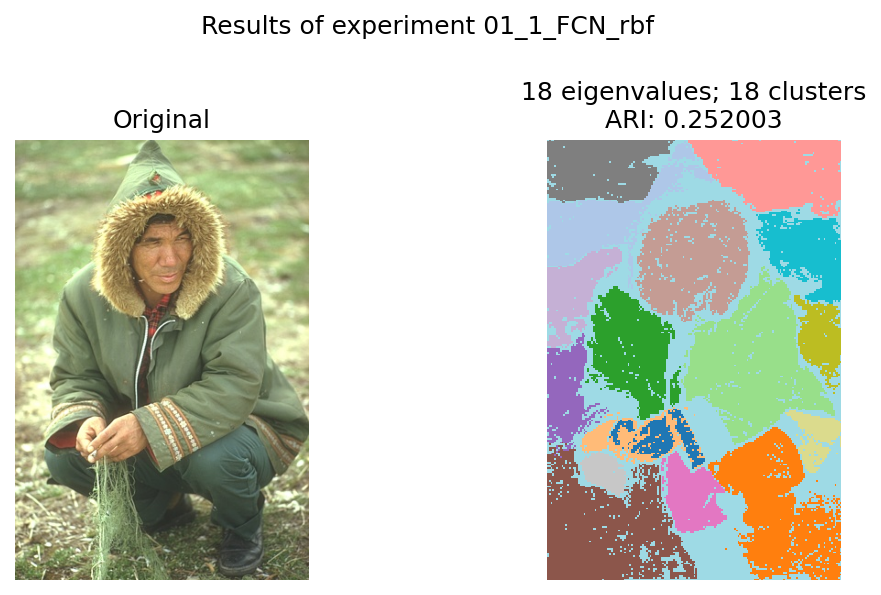 Results of experiment 01_1_FCN_rbf
Original
18 eigenvalues; 18 clusters
ARI: 0.252003